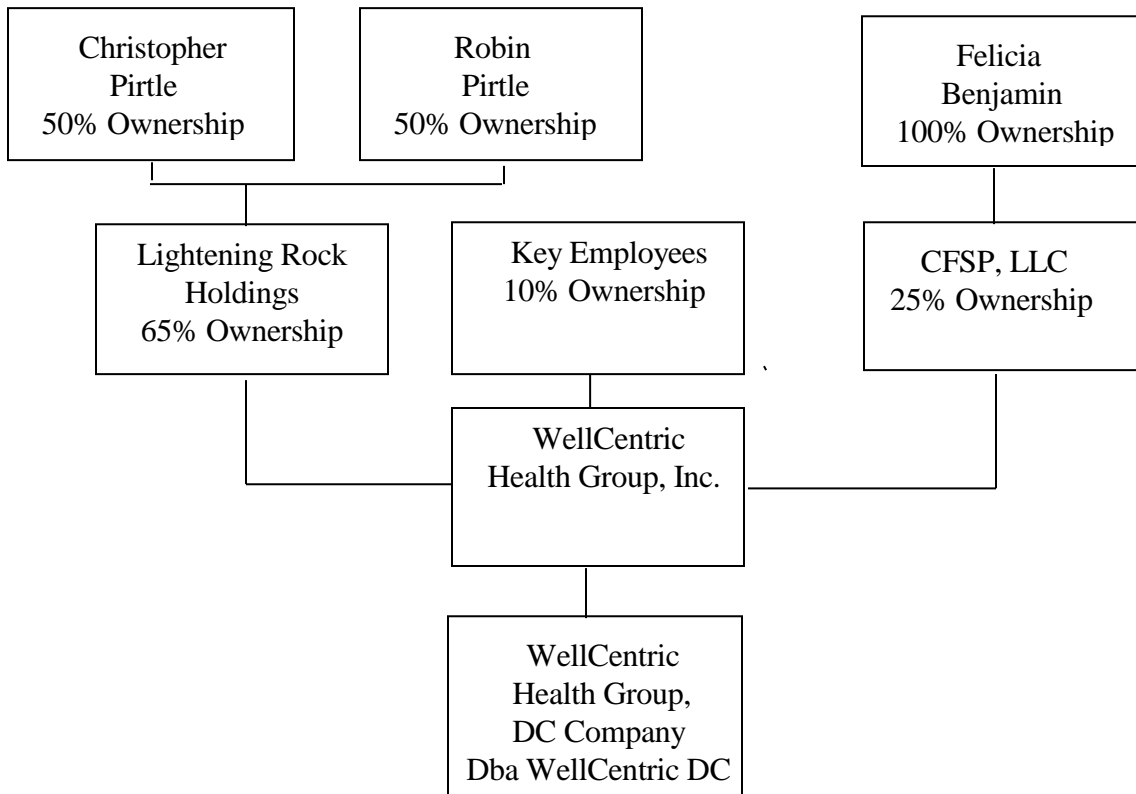 Christopher
Pirtle
50% Ownership
Robin
Pirtle
50% Ownership
Felicia
Benjamin
100% Ownership
Lightening Rock
Holdings
65% Ownership
Key Employees
10% Ownership
CFSP, LLC
25% Ownership
WellCentric
Health Group, Inc.
WellCentric
Health Group,
DC Company
Dba WellCentric DC